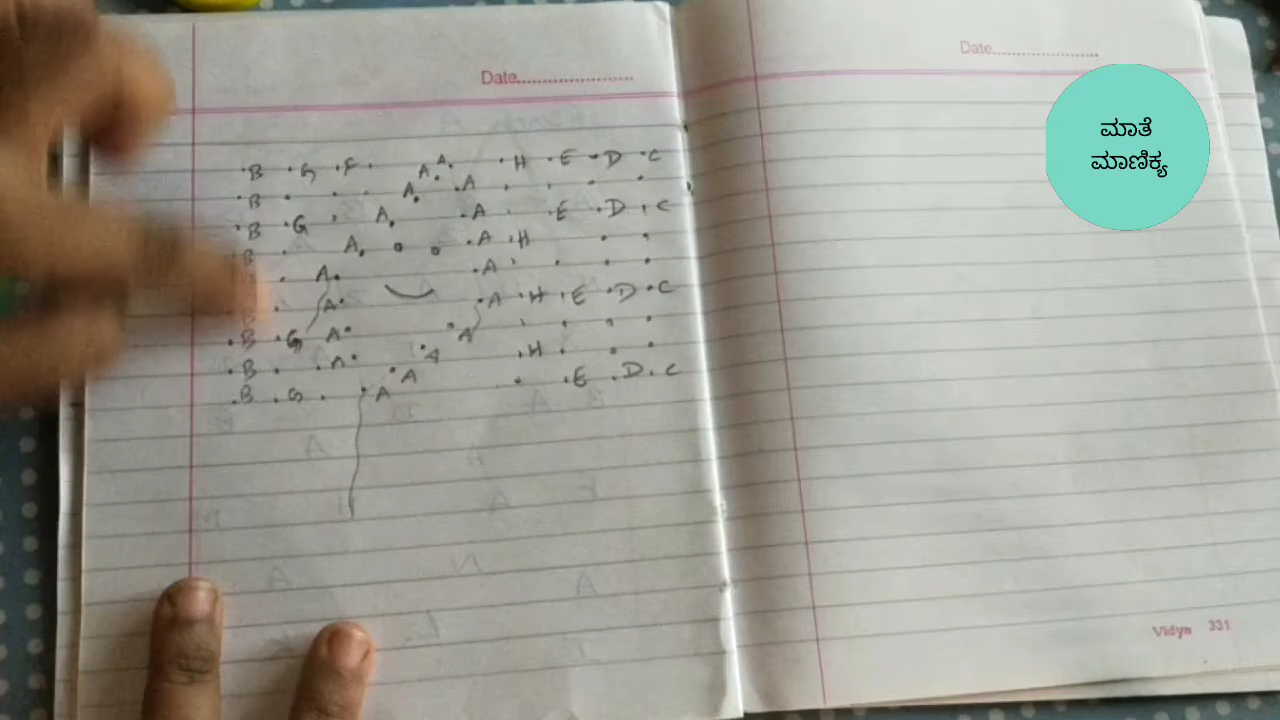 Date
Date
ಮಾತೆ
ಮಾಣಿಕ್ಯ
B G F A A H E D C
B A A
B G A A E D C
B A A H
A A
A A H E D C
B G A A
B A A H
B G A A E D C
Vidya 331